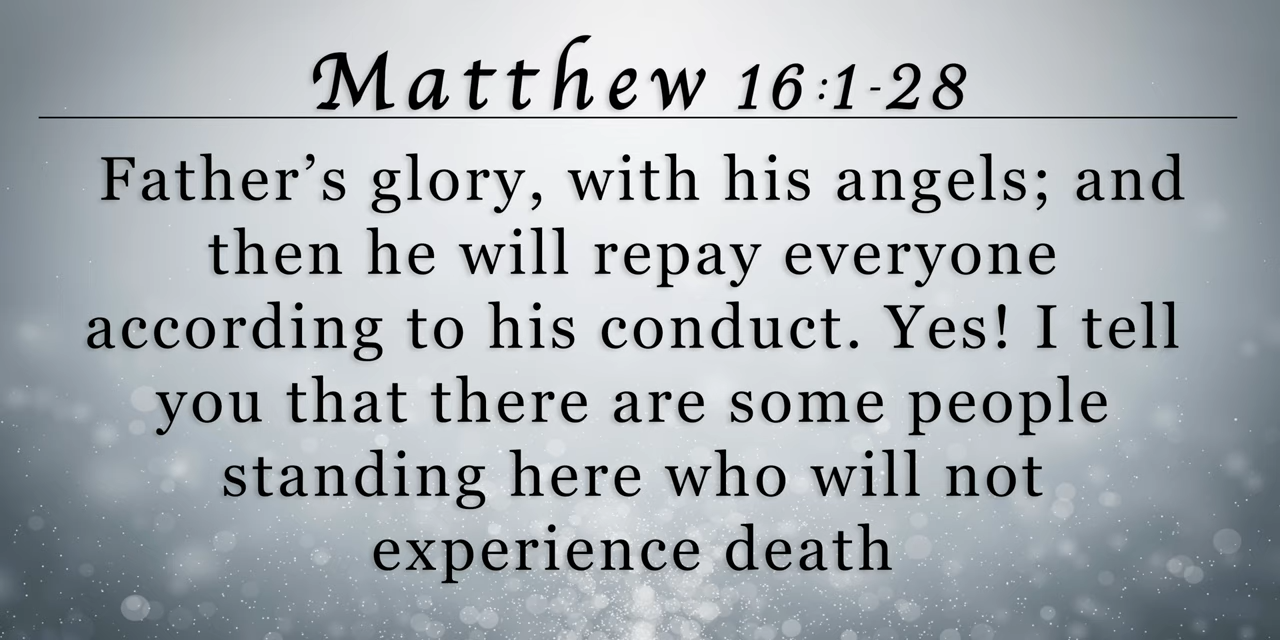 Matthew 16:1-28
Father’s glory, with his angels; and
then he will repay everyone
according to his conduct. Yes! I tell
you that there are some people
standing here who will not
experience death